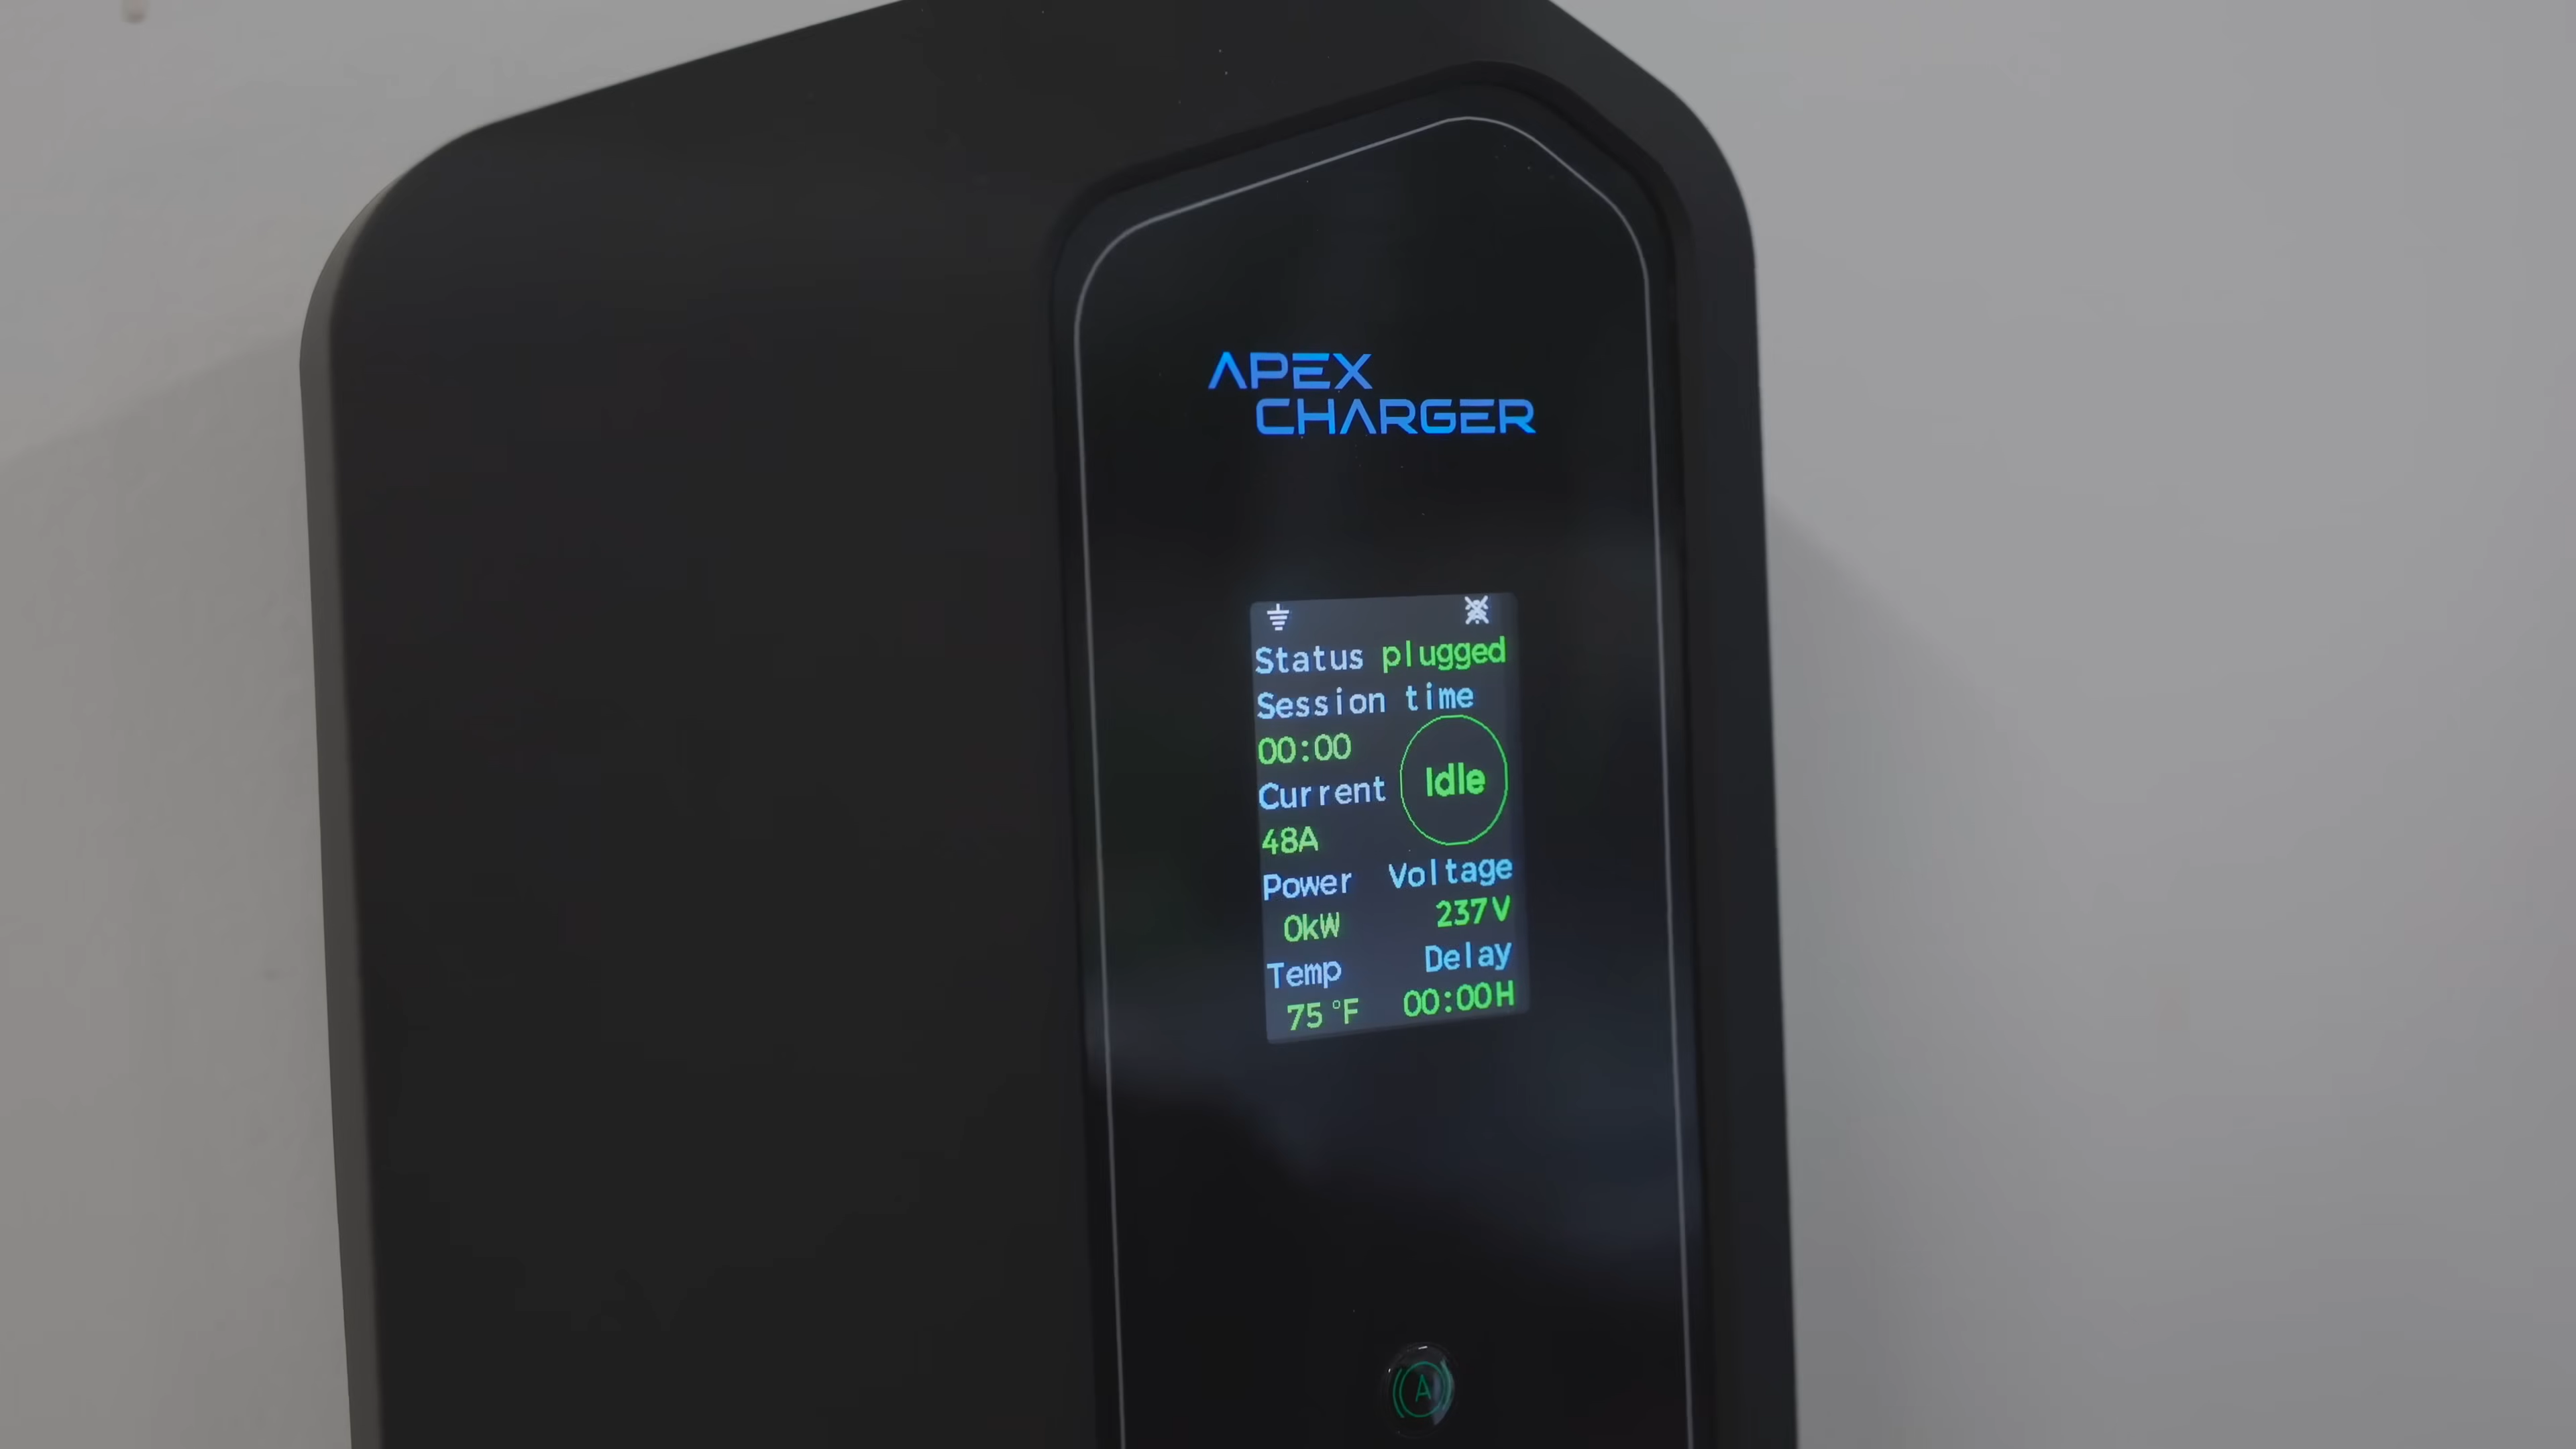 APEX
CHARGER
Status plugged
Session time
00:00
Idle
Current
48A
Power Voltage
0kW 237V
Temp Delay
75°F 00:00H
A